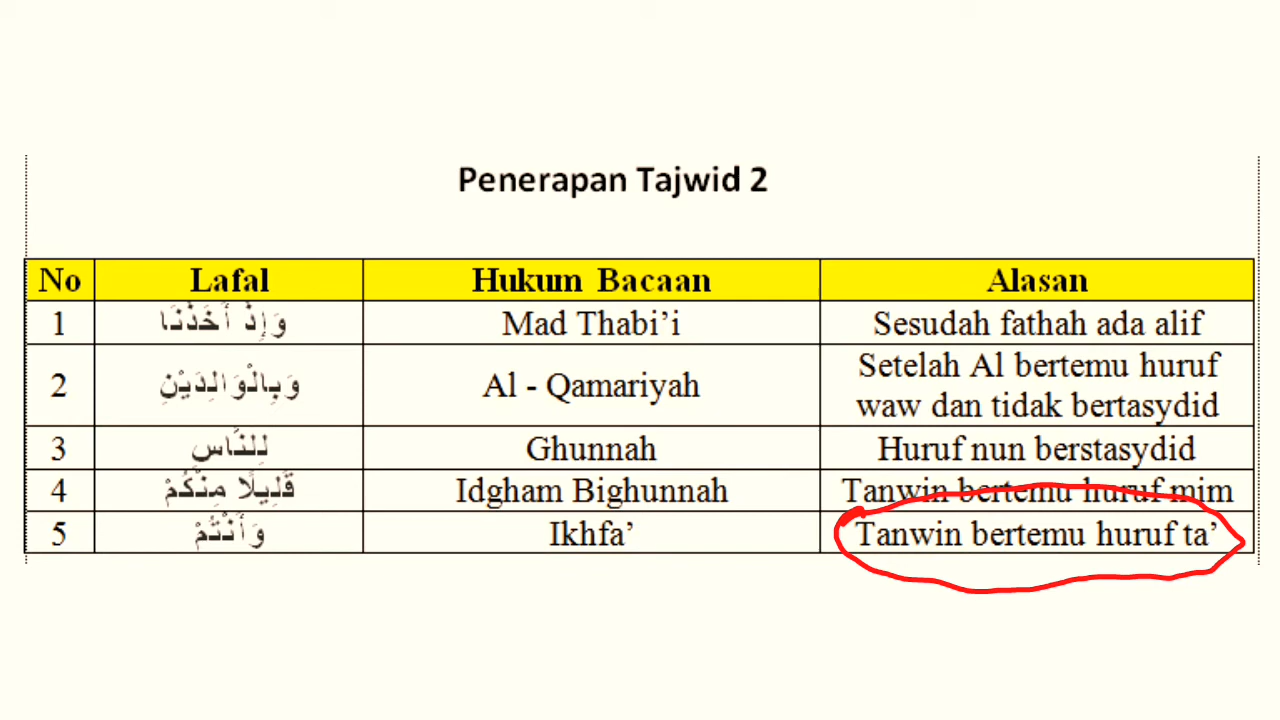 Penerapan Tajwid 2
No Lafal Hukum Bacaan Alasan
1 وَإِذْ أَخَذْنَا Mad Thabi’i Sesudah fathah ada alif
2 وَبِالْوَالِدَيْنِ Al - Qamariyah Setelah Al bertemu huruf
waw dan tidak bertasydid
3 لِلنَّاسِ Ghunnah Huruf nun berstasydid
4 قَلِيلًا مِنْكُمْ Idgham Bighunnah Tanwin bertemu huruf mim
5 وَأَنْتُمْ Ikhfa’ Tanwin bertemu huruf ta’